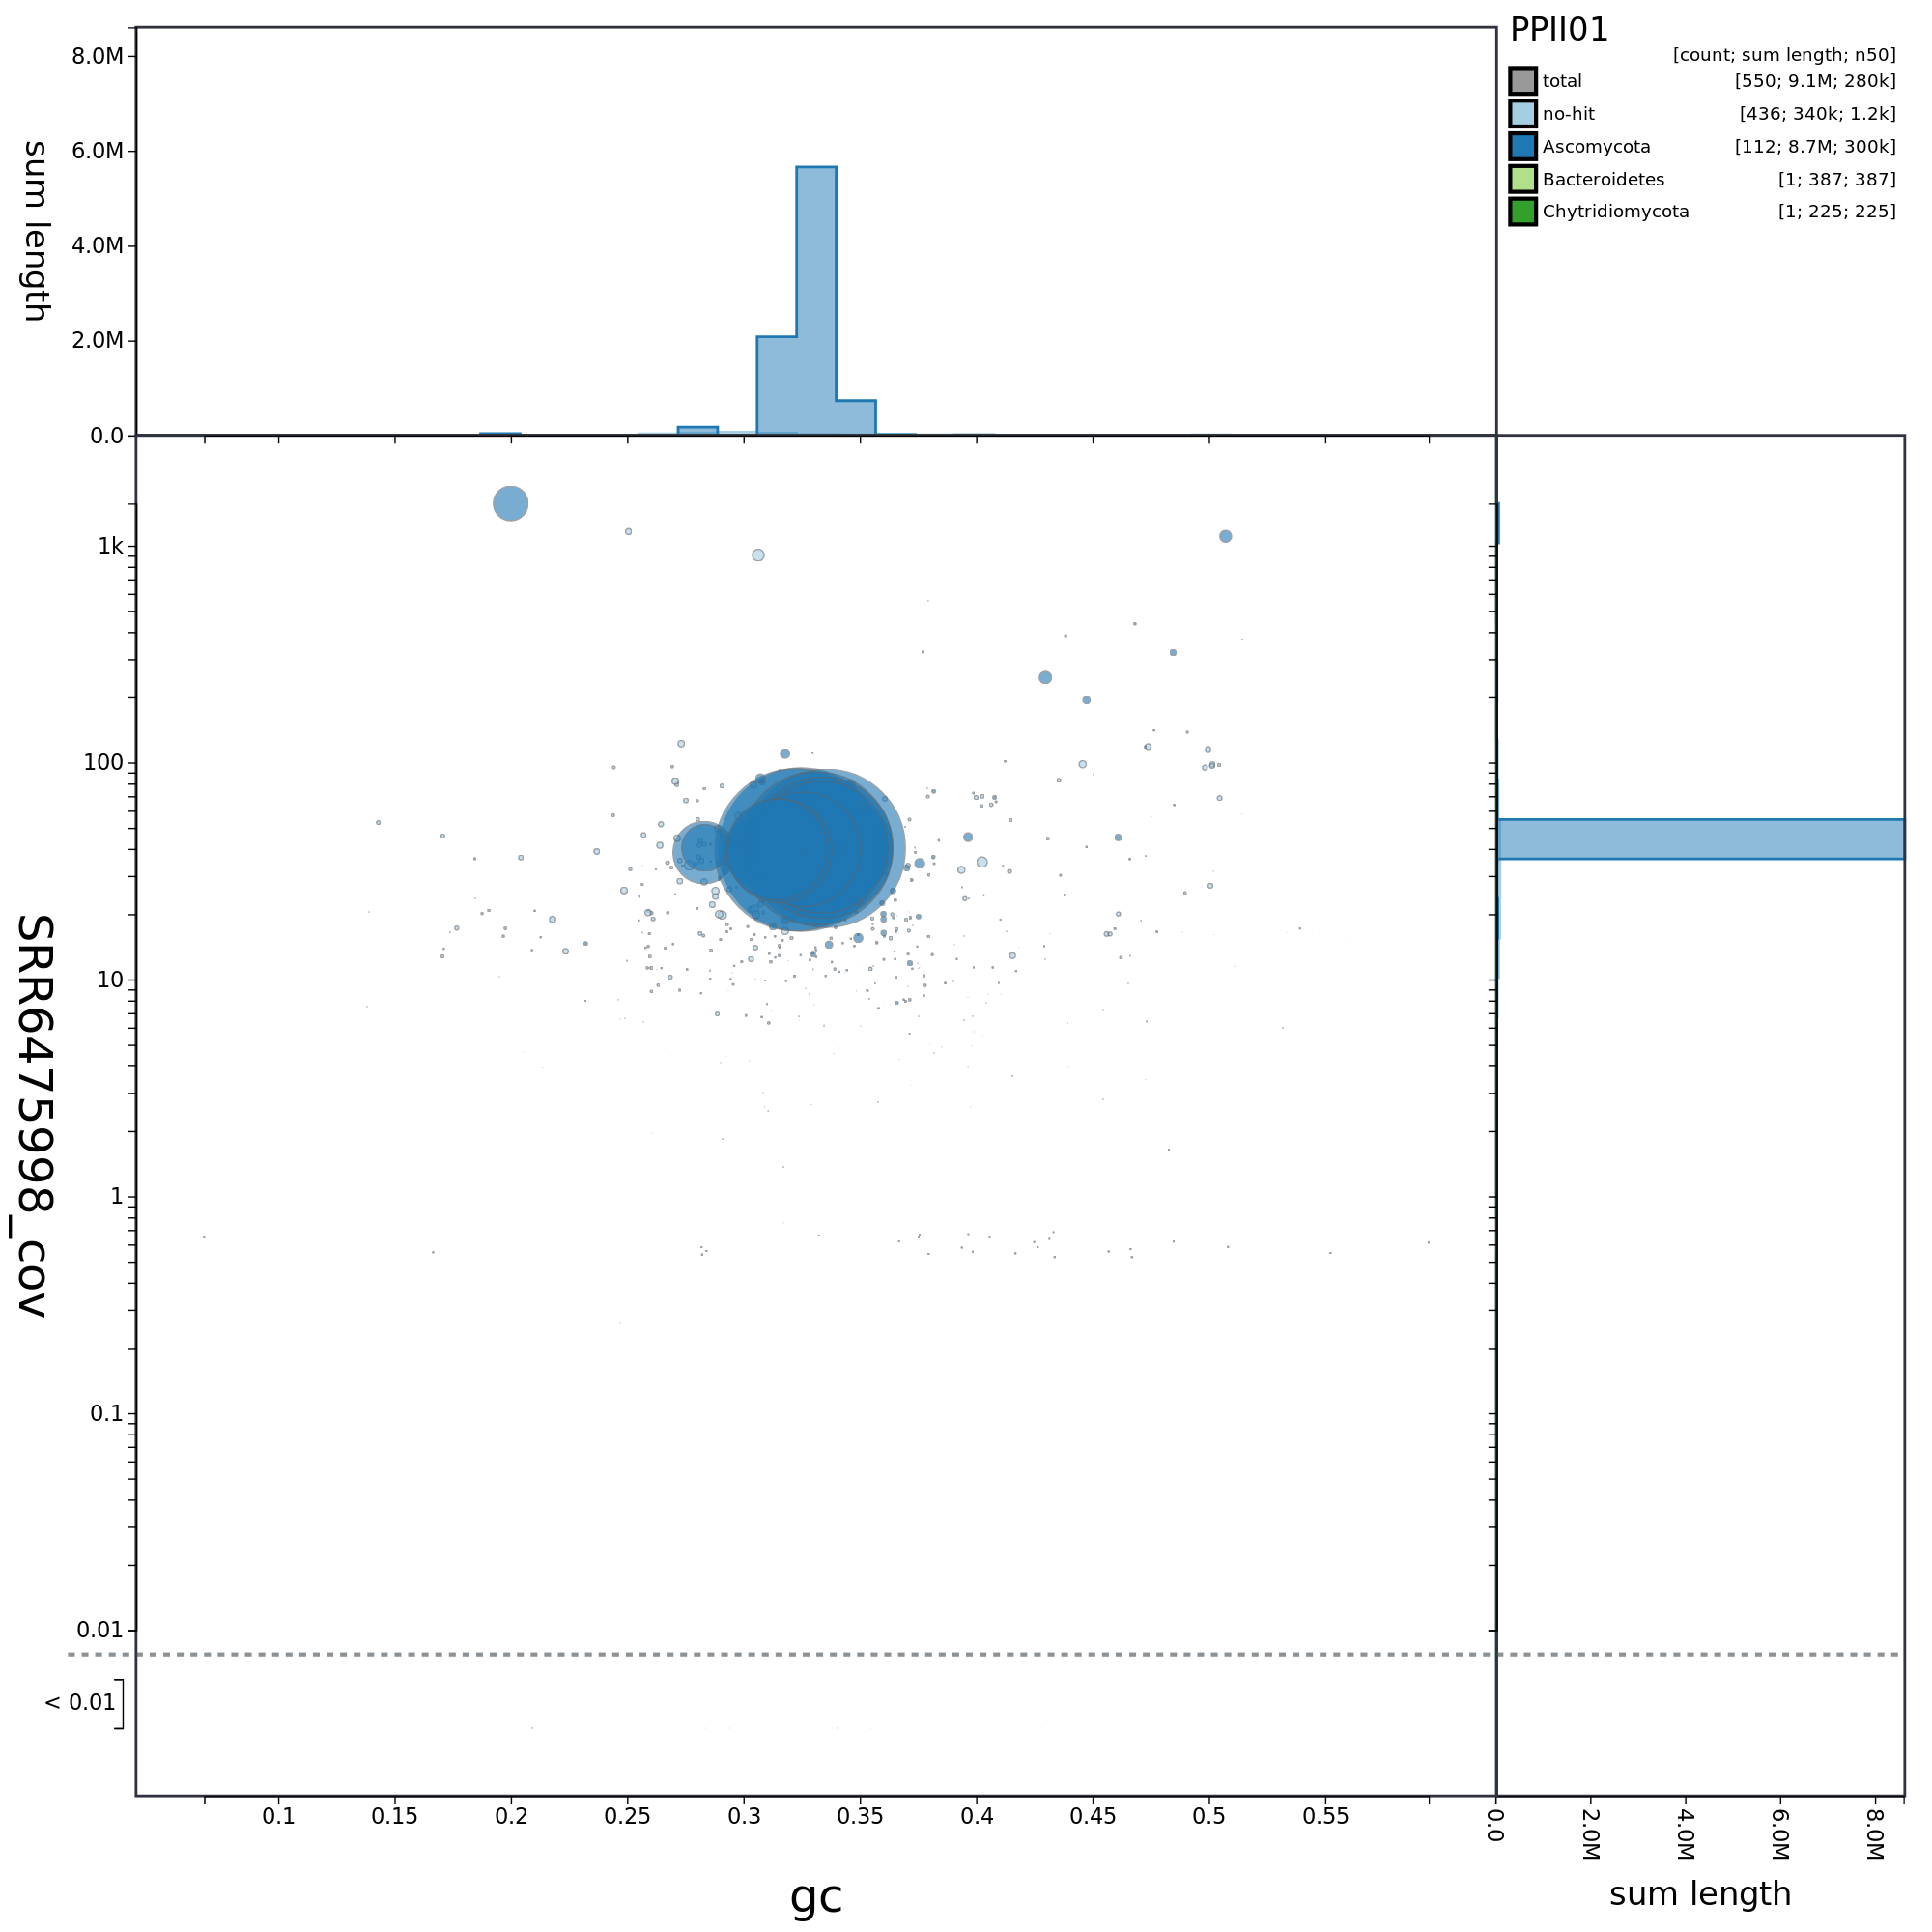 PPII01
[count; sum length; n50]
total [550; 9.1M; 280k]
no-hit [436; 340k; 1.2k]
Ascomycota [112; 8.7M; 300k]
Bacteroidetes [1; 387; 387]
Chytridiomycota [1; 225; 225]
sum length
8.0M
6.0M
4.0M
2.0M
0.0
SRR6475998_cov
1k
100
10
1
0.1
0.01
< 0.01
0.1 0.15 0.2 0.25 0.3 0.35 0.4 0.45 0.5 0.55
gc
0.0 2.0M 4.0M 6.0M 8.0M
sum length